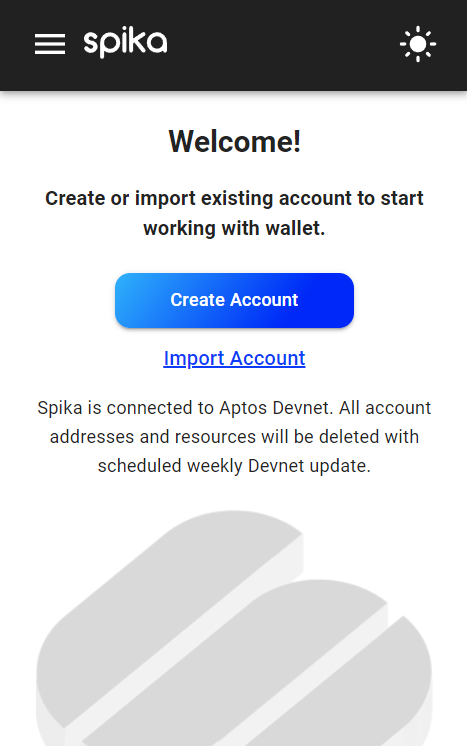 spika
Welcome!
Create or import existing account to start
working with wallet.
Create Account
Import Account
Spika is connected to Aptos Devnet. All account
addresses and resources will be deleted with
scheduled weekly Devnet update.